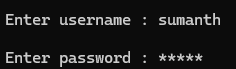 Enter username : sumanth
Enter password : *****